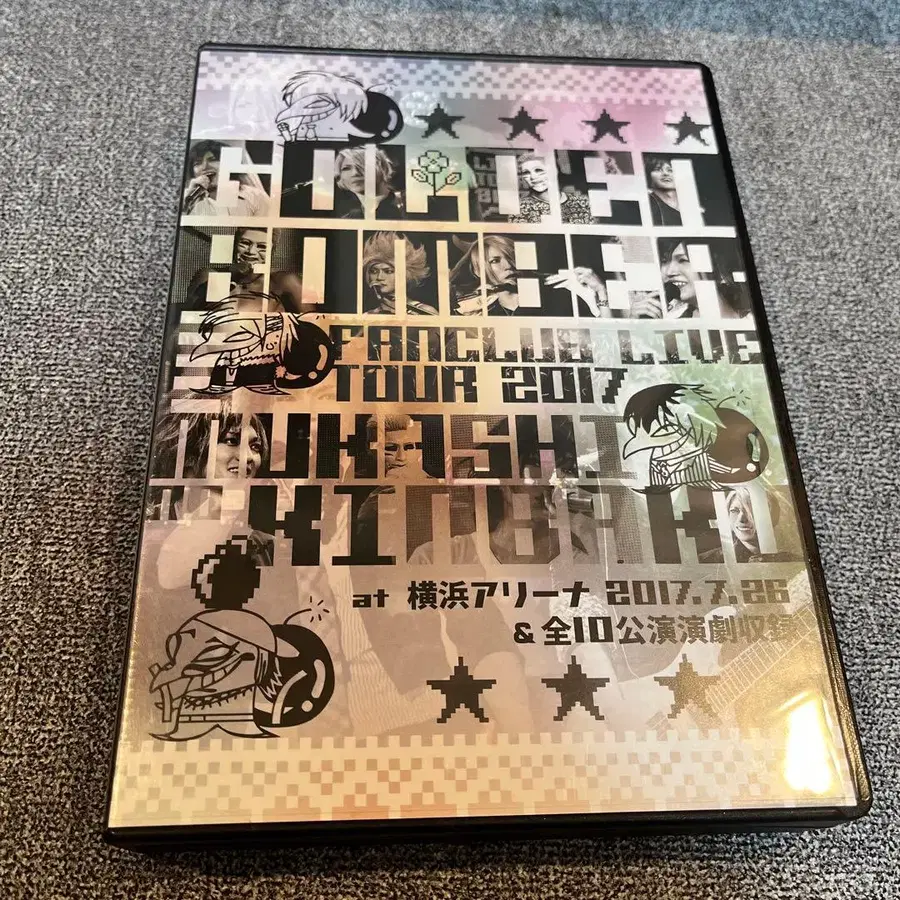 GOLDEN
BOMBER
FANCLUB LIVE
TOUR 2017
MUKASHI
KINBAKU
at 横浜アリーナ 2017.7.26
& 全10公演演劇収録